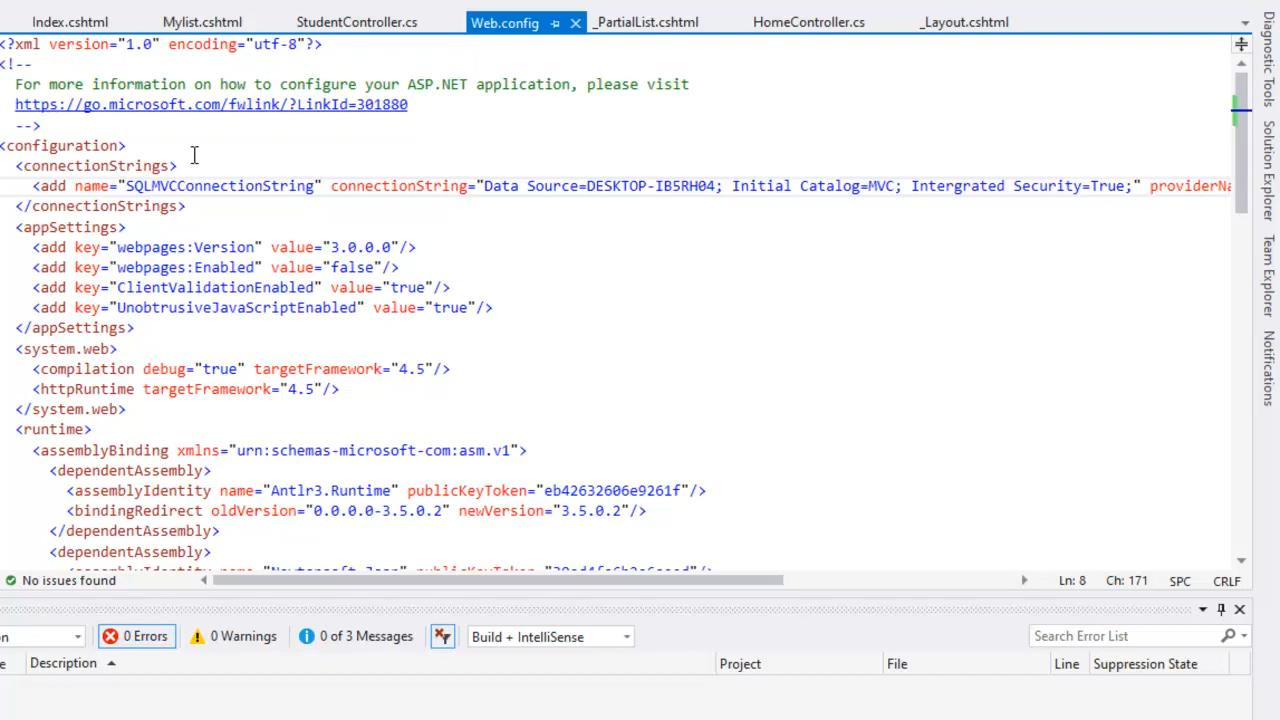 Index.cshtml Mylist.cshtml StudentController.cs Web.config _PartialList.cshtml HomeController.cs _Layout.cshtml
<?xml version="1.0" encoding="utf-8"?>
<!--
For more information on how to configure your ASP.NET application, please visit
https://go.microsoft.com/fwlink/?LinkId=301880
-->
<configuration>
<connectionStrings>
<add name="SQLMVCConnectionString" connectionString="Data Source=DESKTOP-IB5RH04; Initial Catalog=MVC; Intergrated Security=True;" providerNa
</connectionStrings>
<appSettings>
<add key="webpages:Version" value="3.0.0.0"/>
<add key="webpages:Enabled" value="false"/>
<add key="ClientValidationEnabled" value="true"/>
<add key="UnobtrusiveJavaScriptEnabled" value="true"/>
</appSettings>
<system.web>
<compilation debug="true" targetFramework="4.5"/>
<httpRuntime targetFramework="4.5"/>
</system.web>
<runtime>
<assemblyBinding xmlns="urn:schemas-microsoft-com:asm.v1">
<dependentAssembly>
<assemblyIdentity name="Antlr3.Runtime" publicKeyToken="eb42632606e9261f"/>
<bindingRedirect oldVersion="0.0.0.0-3.5.0.2" newVersion="3.5.0.2"/>
</dependentAssembly>
<dependentAssembly>
No issues found Ln: 8 Ch: 171 SPC CRLF
0 Errors 0 Warnings 0 of 3 Messages Build + IntelliSense Search Error List
Description Project File Line Suppression State
Diagnostic Tools
Solution Explorer
Team Explorer
Notifications